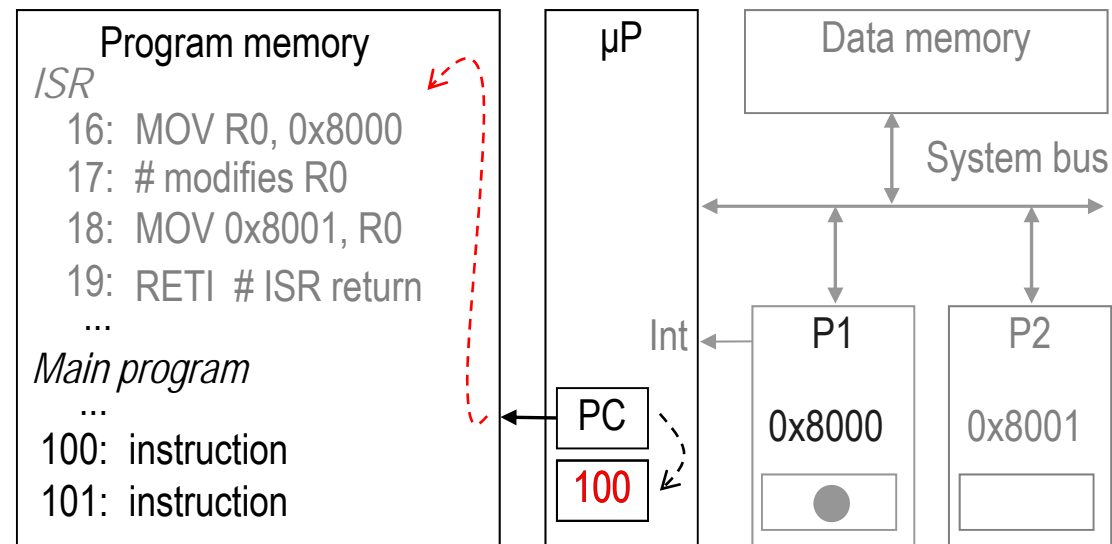 Program memory
ISR
16: MOV R0, 0x8000
17: # modifies R0
18: MOV 0x8001, R0
19: RETI # ISR return
...
Main program
...
100: instruction
101: instruction
µP
Int
PC
100
Data memory
System bus
P1
0x8000
P2
0x8001